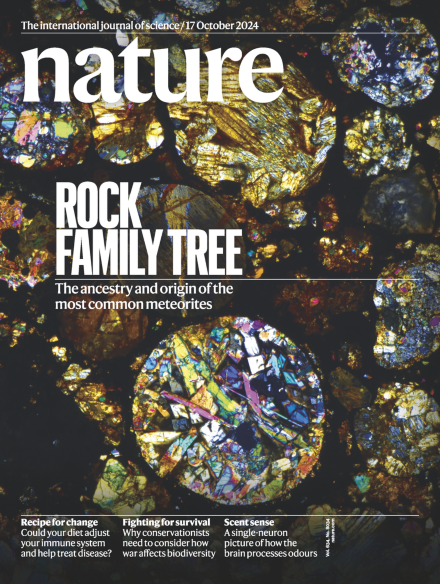 The international journal of science / 17 October 2024
nature
ROCK
FAMILY TREE
The ancestry and origin of the
most common meteorites
Recipe for change
Could your diet adjust
your immune system
and help treat disease?
Fighting for survival
Why conservationists
need to consider how
war affects biodiversity
Scent sense
A single-neuron
picture of how the
brain processes odours
Vol. 634, No. 8034
nature.com